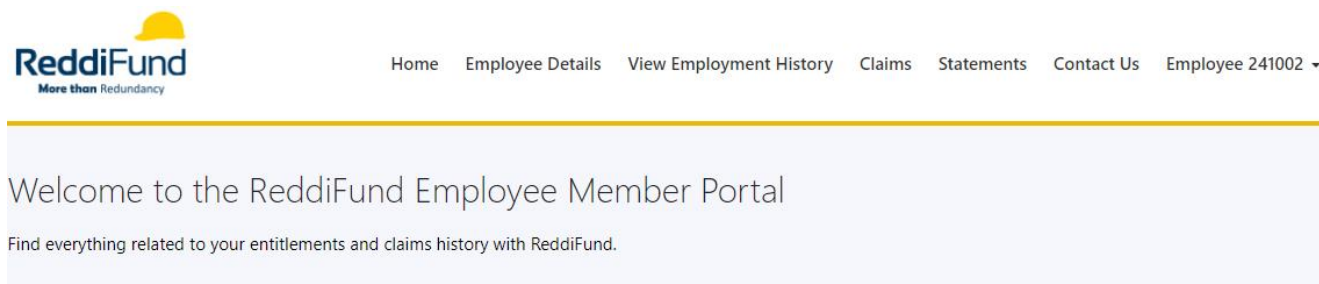 ReddiFund
More than Redundancy
Home Employee Details View Employment History Claims Statements Contact Us Employee 241002
Welcome to the ReddiFund Employee Member Portal
Find everything related to your entitlements and claims history with ReddiFund.